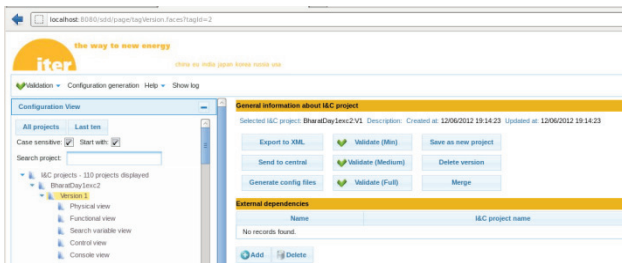 localhost:8080/sdd/page/tagVersion.faces?tagId=2
the way to new energy
iter
china eu india japan korea russia usa
Validation Configuration generation Help Show log
Configuration View
All projects Last ten
Case sensitive: Start with:
Search project:
I&C projects - 110 projects displayed
BharatDay1exc2
Version 1
Physical view
Functional view
Search variable view
Control view
Console view
General information about I&C project
Selected I&C project: BharatDay1exc2:V1 Description: Created at: 12/06/2012 19:14:23 Updated at: 12/06/2012 19:14:23
Export to XML Validate (Min) Save as new project
Send to central Validate (Medium) Delete version
Generate config files Validate (Full) Merge
External dependencies
Name I&C project name
No records found.
Add Delete